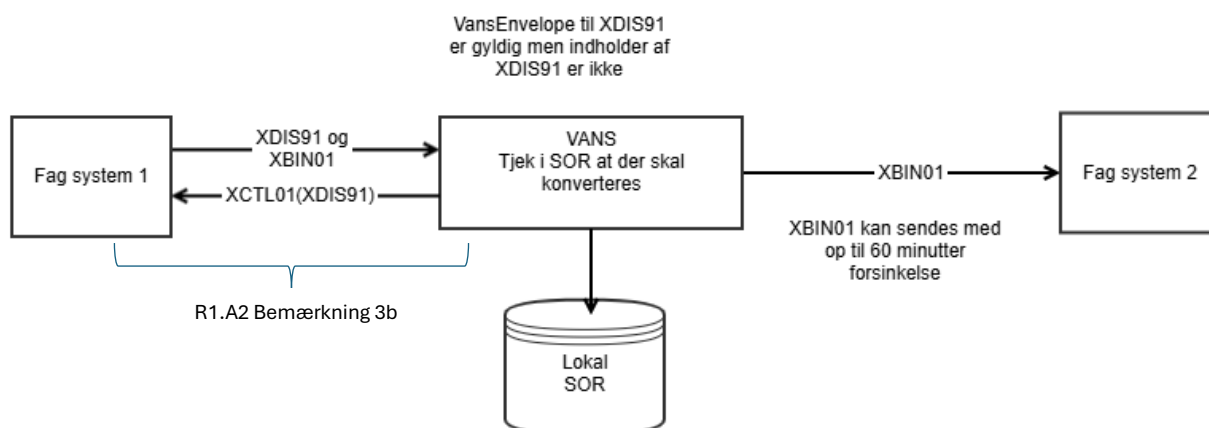 VansEnvelope til XDIS91
er gyldig men indholder af
XDIS91 er ikke
Fag system 1
XDIS91 og
XBIN01
XCTL01(XDIS91)
VANS
Tjek i SOR at der skal
konverteres
XBIN01
Fag system 2
XBIN01 kan sendes med
op til 60 minutter
forsinkelse
R1.A2 Bemærkning 3b
Lokal
SOR